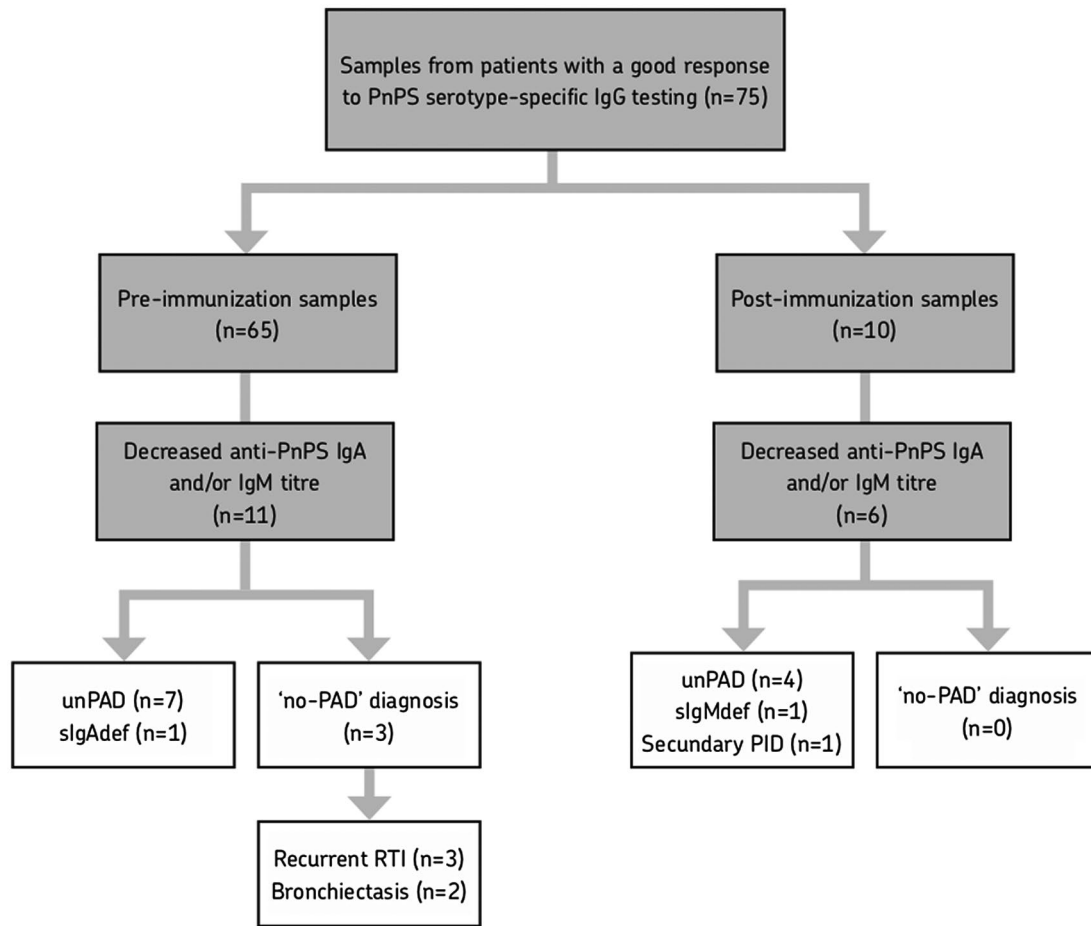 Samples from patients with a good response
to PnPS serotype-specific IgG testing (n=75)
Pre-immunization samples
(n=65)
Post-immunization samples
(n=10)
Decreased anti-PnPS IgA
and/or IgM titre
(n=11)
Decreased anti-PnPS IgA
and/or IgM titre
(n=6)
unPAD (n=7)
sIgAdef (n=1)
‘no-PAD’ diagnosis
(n=3)
unPAD (n=4)
sIgMdef (n=1)
Secundary PID (n=1)
‘no-PAD’ diagnosis
(n=0)
Recurrent RTI (n=3)
Bronchiectasis (n=2)